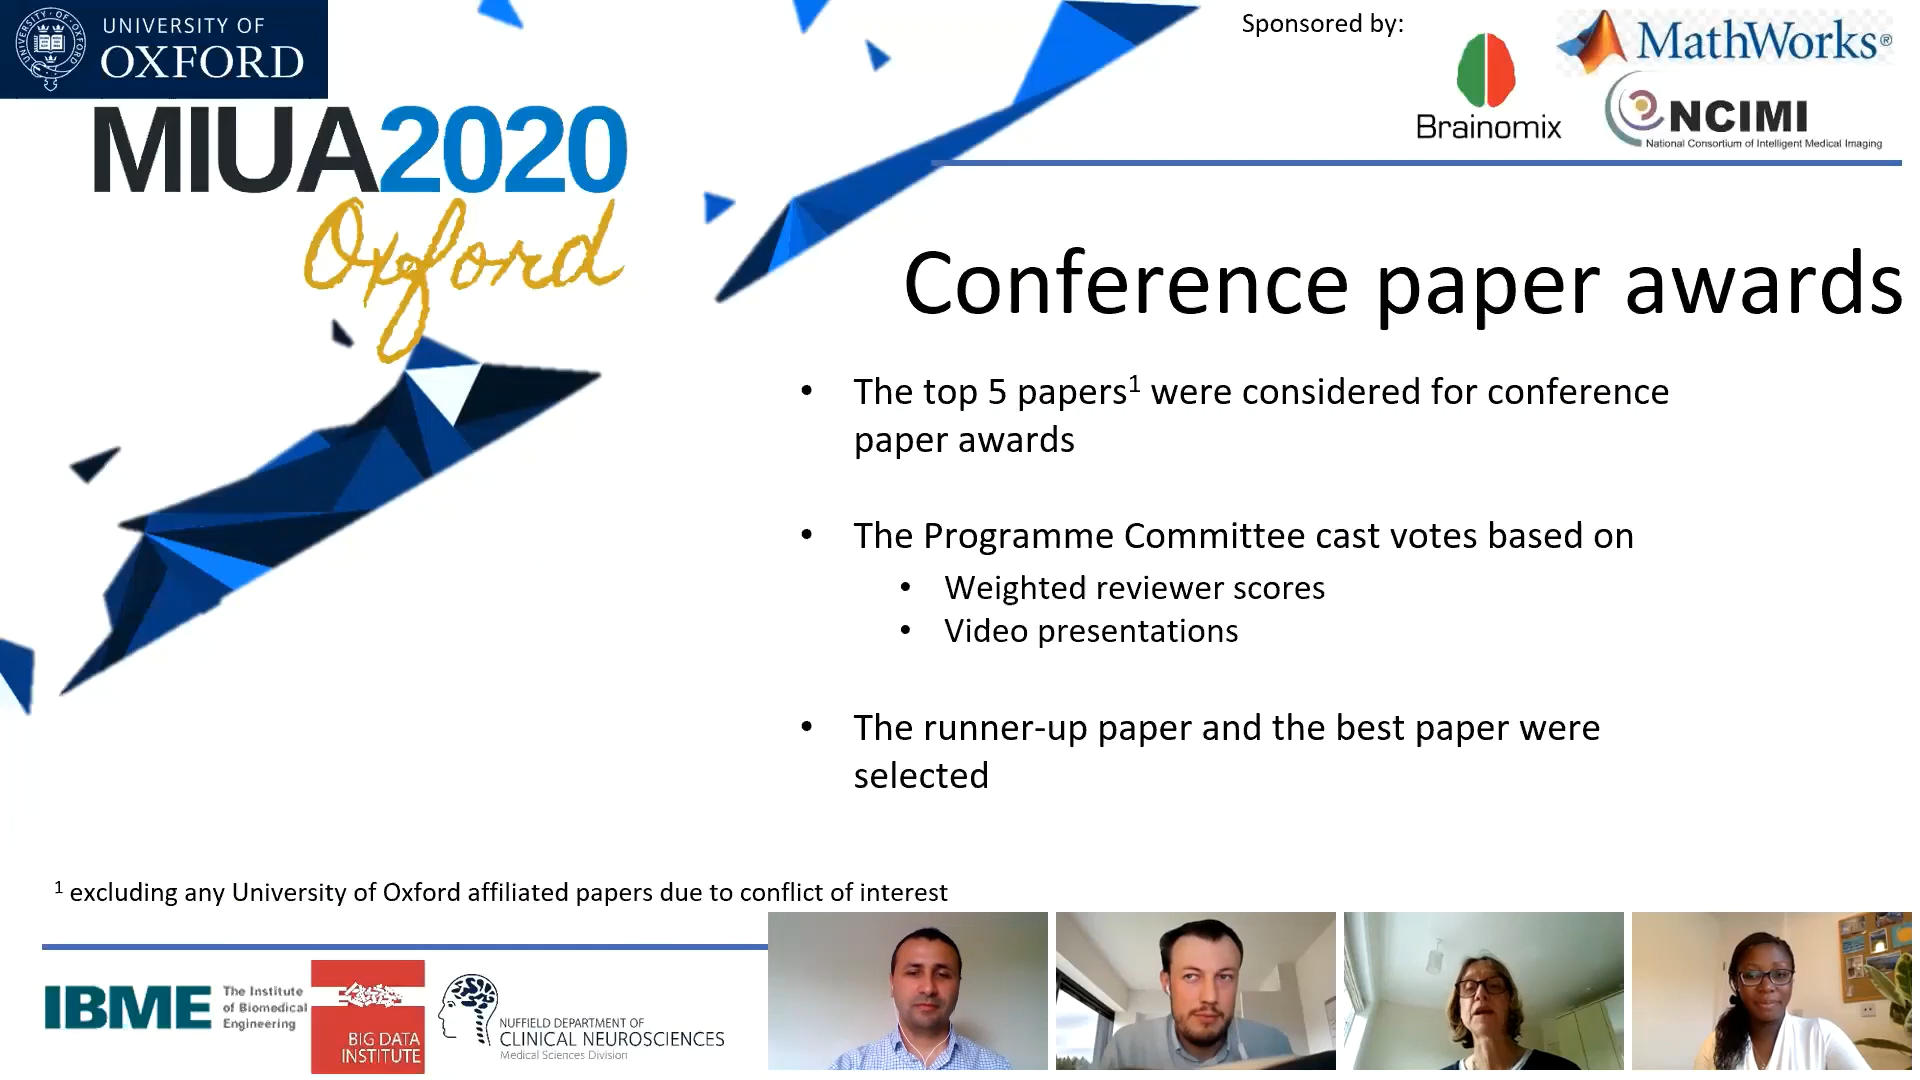 UNIVERSITY OF
OXFORD
MIUA2020
Oxford
Sponsored by:
MathWorks®
Brainomix
NCIMI
National Consortium of Intelligent Medical Imaging
Conference paper awards
• The top 5 papers¹ were considered for conference
paper awards
• The Programme Committee cast votes based on
• Weighted reviewer scores
• Video presentations
• The runner-up paper and the best paper were
selected
¹ excluding any University of Oxford affiliated papers due to conflict of interest
IBME
The Institute
of Biomedical
Engineering
BIG DATA
INSTITUTE
NUFFIELD DEPARTMENT OF
CLINICAL NEUROSCIENCES
Medical Sciences Division